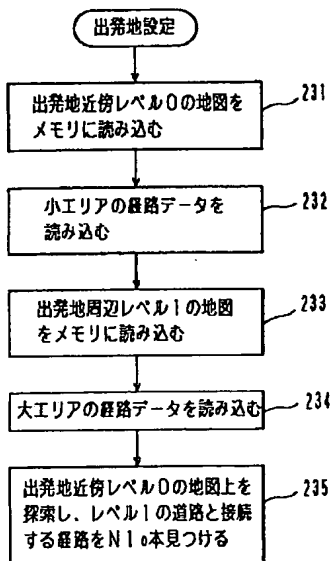 出発地設定
出発地近傍レベル0の地図を
メモリに読み込む
231
小エリアの経路データを
読み込む
232
出発地周辺レベル1の地図
をメモリに読み込む
233
大エリアの経路データを読み込む
234
出発地近傍レベル0の地図上を
探索し、レベル1の道路と接続
する経路をN1o本見つける
235